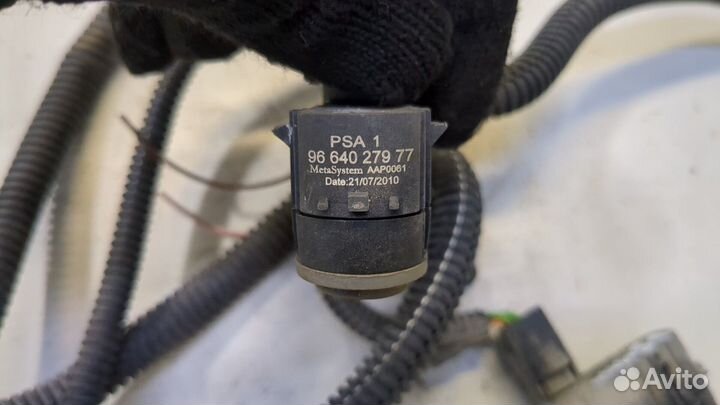 PSA 1
96 640 279 77
MetaSystem AAP0061
Date:21/07/2010
Avito